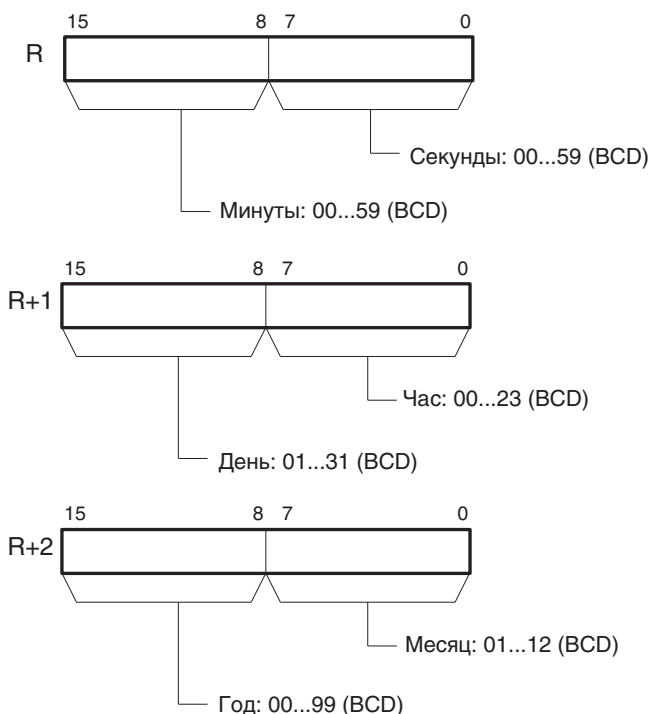 15 8 7 0
R
Секунды: 00...59 (BCD)
Минуты: 00...59 (BCD)
15 8 7 0
R+1
Час: 00...23 (BCD)
День: 01...31 (BCD)
15 8 7 0
R+2
Месяц: 01...12 (BCD)
Год: 00...99 (BCD)